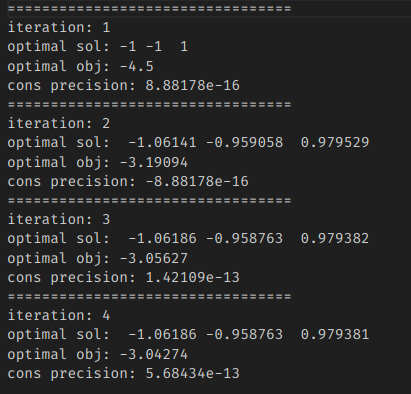 =================================
iteration: 1
optimal sol: -1 -1  1
optimal obj: -4.5
cons precision: 8.88178e-16
=================================
iteration: 2
optimal sol:  -1.06141 -0.959058  0.979529
optimal obj: -3.19094
cons precision: -8.88178e-16
=================================
iteration: 3
optimal sol:  -1.06186 -0.958763  0.979382
optimal obj: -3.05627
cons precision: 1.42109e-13
=================================
iteration: 4
optimal sol:  -1.06186 -0.958763  0.979381
optimal obj: -3.04274
cons precision: 5.68434e-13